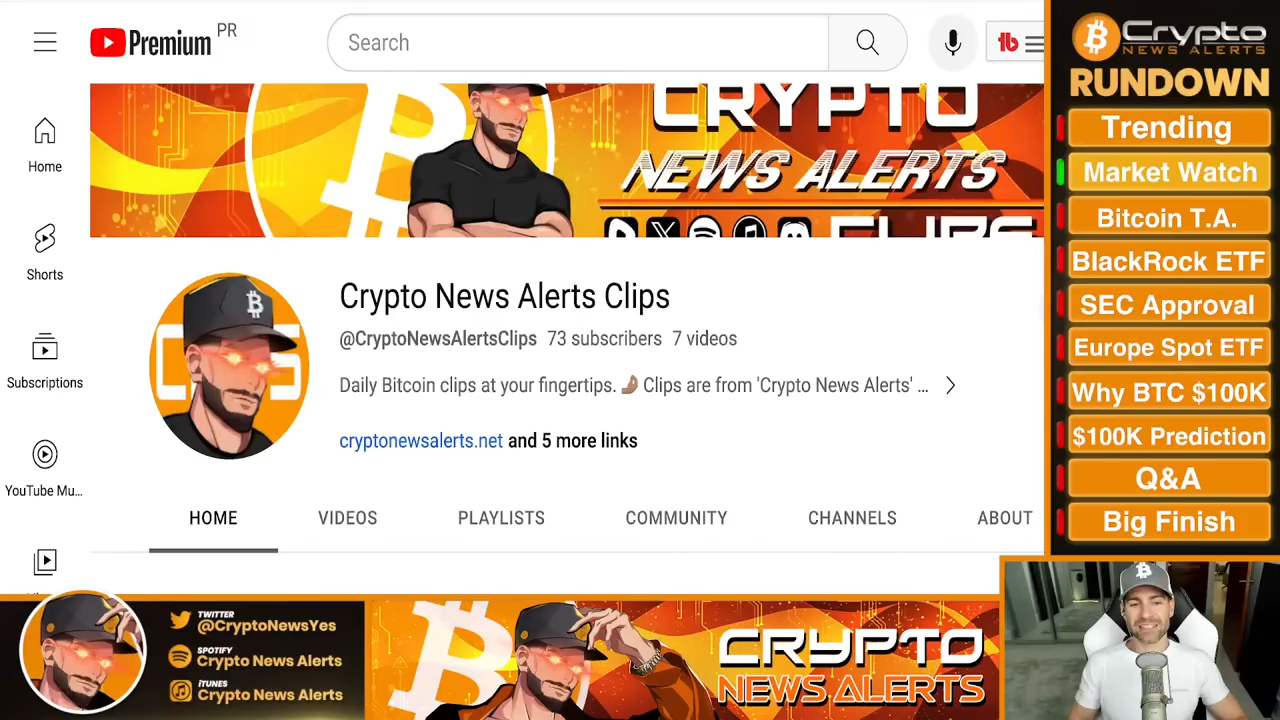 Premium PR
Search
CRYPTO
NEWS ALERTS
Home
Shorts
Subscriptions
YouTube Mu...
Crypto News Alerts Clips
@CryptoNewsAlertsClips 73 subscribers 7 videos
Daily Bitcoin clips at your fingertips. Clips are from 'Crypto News Alerts' ...
cryptonewsalerts.net and 5 more links
HOME VIDEOS PLAYLISTS COMMUNITY CHANNELS ABOUT
Crypto
NEWS ALERTS
RUNDOWN
Trending
Market Watch
Bitcoin T.A.
BlackRock ETF
SEC Approval
Europe Spot ETF
Why BTC $100K
$100K Prediction
Q&A
Big Finish
TWITTER
@CryptoNewsYes
SPOTIFY
Crypto News Alerts
iTUNES
Crypto News Alerts
CRYPTO
NEWS ALERTS